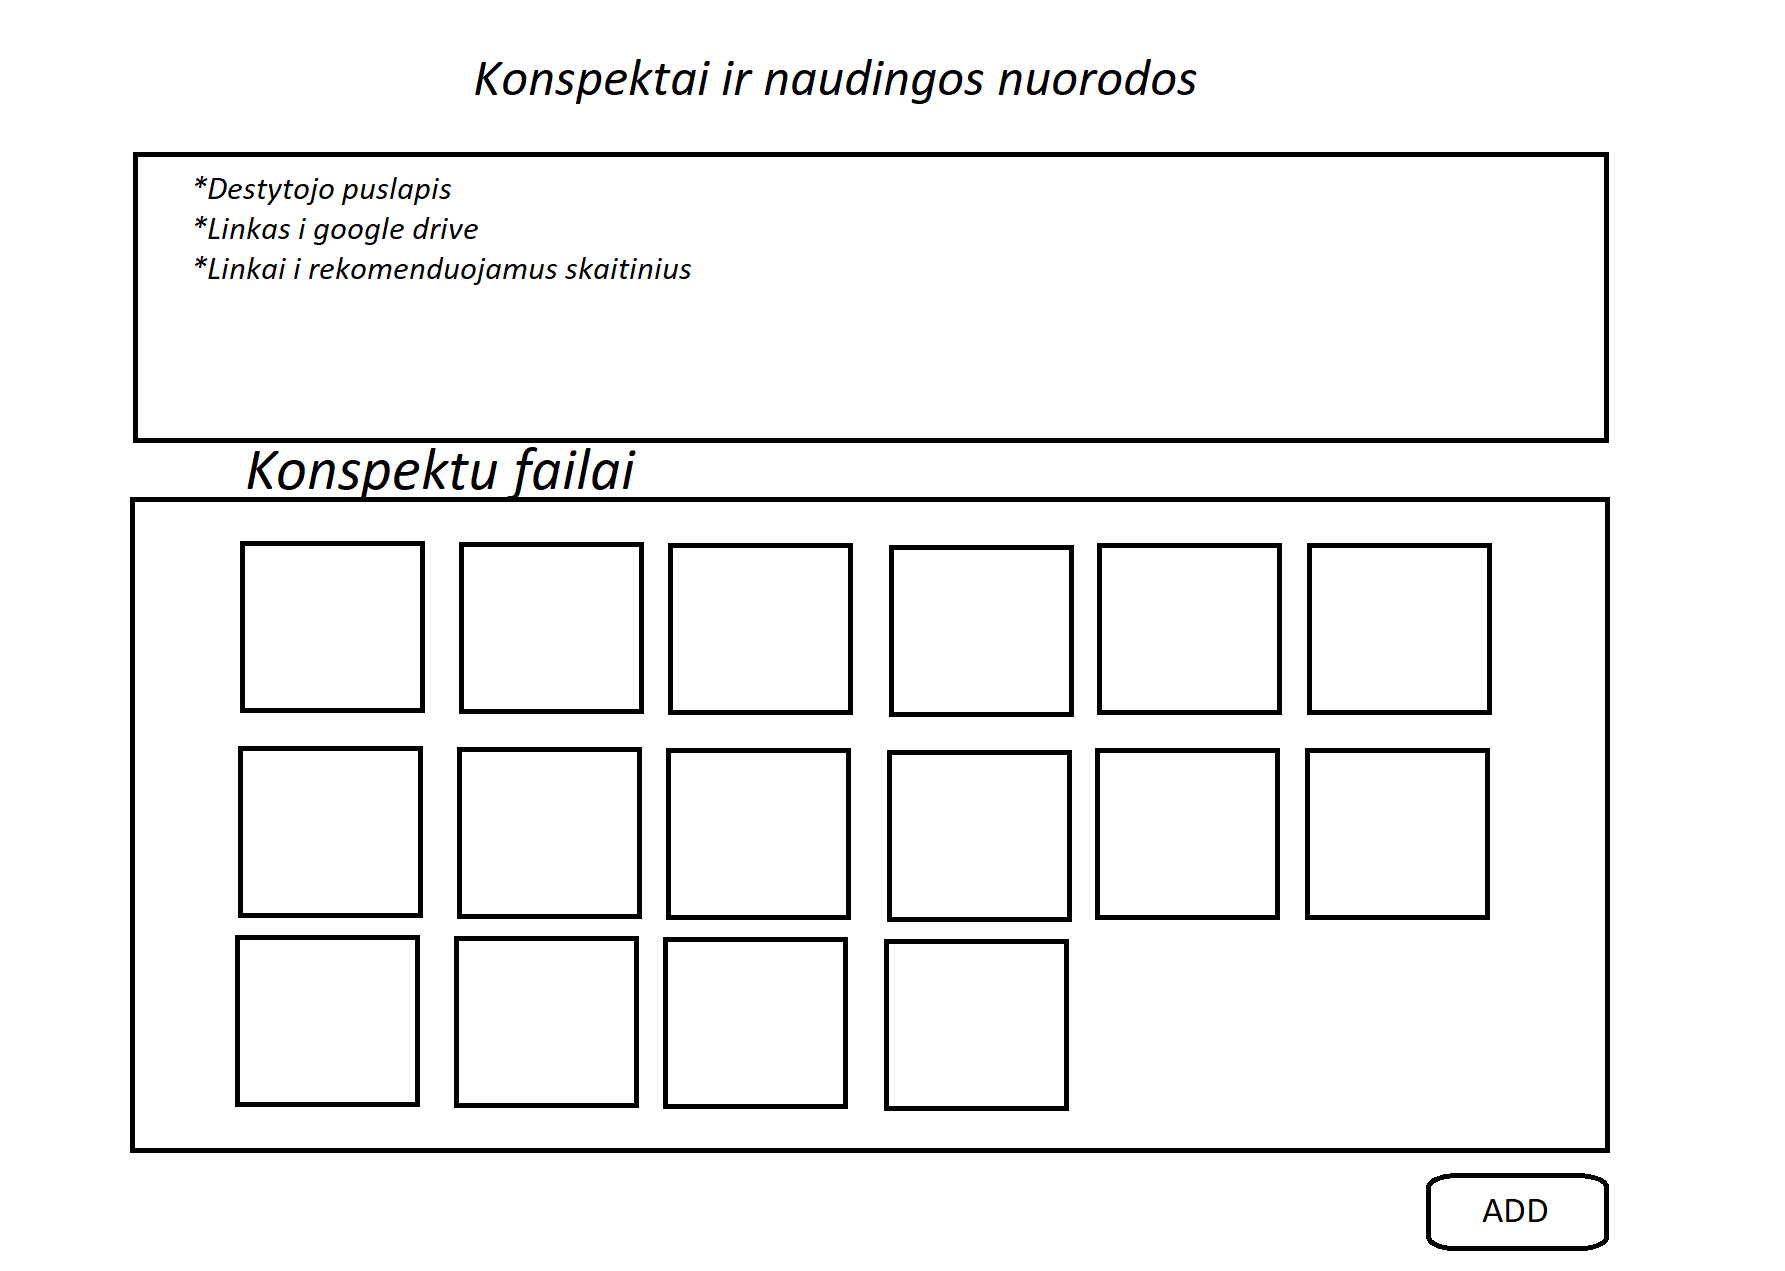 Konspektai ir naudingos nuorodos
*Destytojo puslapis
*Linkas i google drive
*Linkai i rekomenduojamus skaitinius
Konspektu failai
ADD